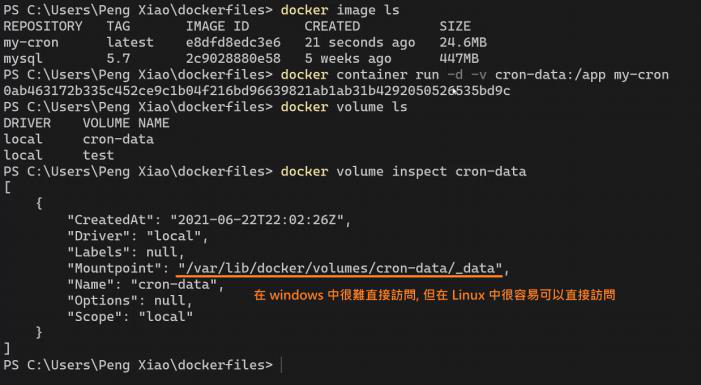 PS C:\Users\Peng Xiao\dockerfiles> docker image ls
REPOSITORY   TAG       IMAGE ID       CREATED          SIZE
my-cron      latest    e8dfd8edc3e6   21 seconds ago   24.6MB
mysql        5.7       2c9028880e58   5 weeks ago      447MB
PS C:\Users\Peng Xiao\dockerfiles> docker container run -d -v cron-data:/app my-cron
0ab463172b335c452ce9c1b04f216bd96639821ab1ab31b4292050526535bd9c
PS C:\Users\Peng Xiao\dockerfiles> docker volume ls
DRIVER    VOLUME NAME
local     cron-data
local     test
PS C:\Users\Peng Xiao\dockerfiles> docker volume inspect cron-data
[
    {
        "CreatedAt": "2021-06-22T22:02:26Z",
        "Driver": "local",
        "Labels": null,
        "Mountpoint": "/var/lib/docker/volumes/cron-data/_data",
        "Name": "cron-data",
        "Options": null,
在 windows 中很難直接訪問, 但在 Linux 中很容易可以直接訪問
        "Scope": "local"
    }
]
PS C:\Users\Peng Xiao\dockerfiles>